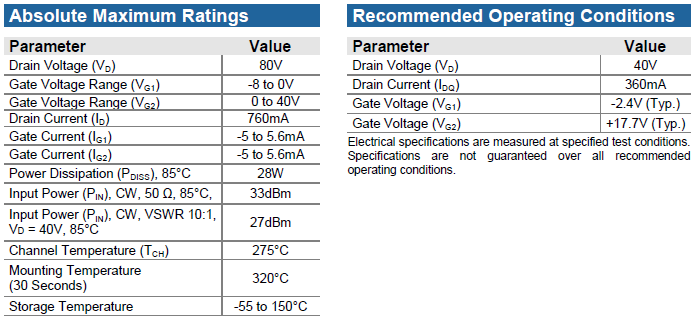 Absolute Maximum Ratings
Parameter Value
Drain Voltage (VD) 80V
Gate Voltage Range (VG1) -8 to 0V
Gate Voltage Range (VG2) 0 to 40V
Drain Current (ID) 760mA
Gate Current (IG1) -5 to 5.6mA
Gate Current (IG2) -5 to 5.6mA
Power Dissipation (PDISS), 85°C 28W
Input Power (PIN), CW, 50 Ω, 85°C, 33dBm
Input Power (PIN), CW, VSWR 10:1,
VD = 40V, 85°C 27dBm
Channel Temperature (TCH) 275°C
Mounting Temperature
(30 Seconds) 320°C
Storage Temperature -55 to 150°C
Recommended Operating Conditions
Parameter Value
Drain Voltage (VD) 40V
Drain Current (IDQ) 360mA
Gate Voltage (VG1) -2.4V (Typ.)
Gate Voltage (VG2) +17.7V (Typ.)
Electrical specifications are measured at specified test conditions.
Specifications are not guaranteed over all recommended
operating conditions.